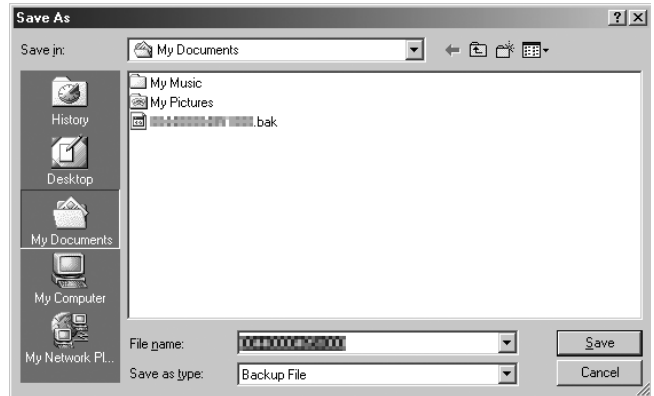 Save As
Save in:
My Documents
My Music
My Pictures
.bak
History
Desktop
My Documents
My Computer
My Network Pl...
File name:
Save as type:
Backup File
Save
Cancel